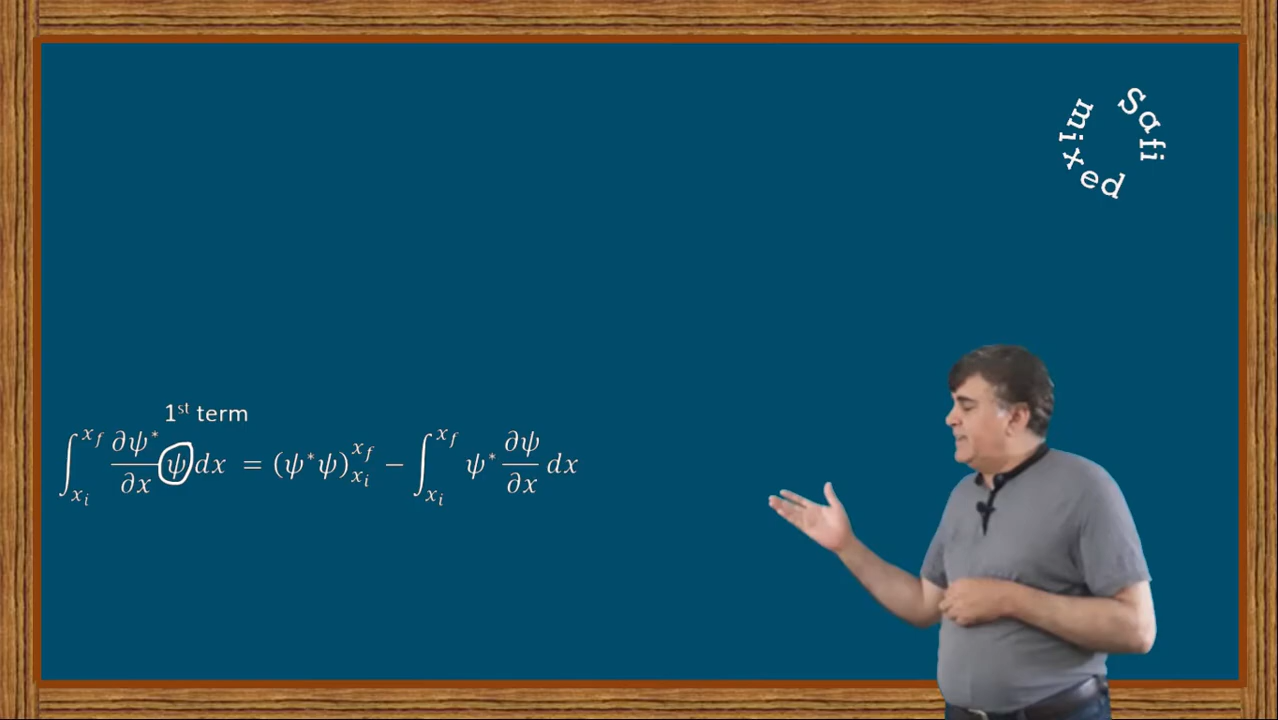 Safi mixed
1st term
∫_{x_i}^{x_f} ∂ψ*/∂x ψ dx = (ψ*ψ)_{x_i}^{x_f} − ∫_{x_i}^{x_f} ψ* ∂ψ/∂x dx